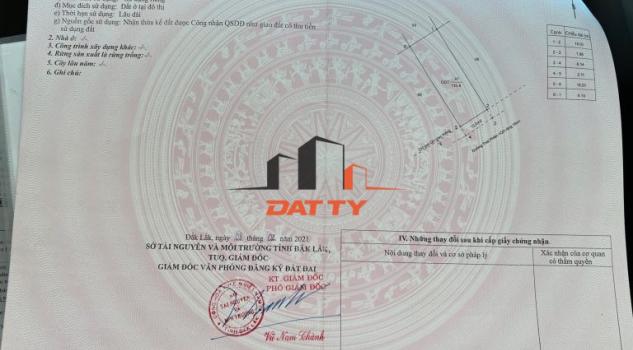 đ) Mục đích sử dụng: Đất ở tại đô thị
e) Thời hạn sử dụng: Lâu dài
g) Nguồn gốc sử dụng: Nhận thừa kế đất được Công nhận QSDĐ như giao đất có thu tiền
sử dụng đất
2. Nhà ở: -/-
3. Công trình xây dựng khác: -/-
4. Rừng sản xuất là rừng trồng: -/-
5. Cây lâu năm: -/-
6. Ghi chú:
DAT TY
Đắk Lắk, ngày tháng 02 năm 2021
SỞ TÀI NGUYÊN VÀ MÔI TRƯỜNG TỈNH ĐẮK LẮK
TUQ. GIÁM ĐỐC
GIÁM ĐỐC VĂN PHÒNG ĐĂNG KÝ ĐẤT ĐAI
KT. GIÁM ĐỐC
PHÓ GIÁM ĐỐC
Vũ Nam Chành
IV. Những thay đổi sau khi cấp giấy chứng nhận
Nội dung thay đổi và cơ sở pháp lý
Xác nhận của cơ quan
có thẩm quyền